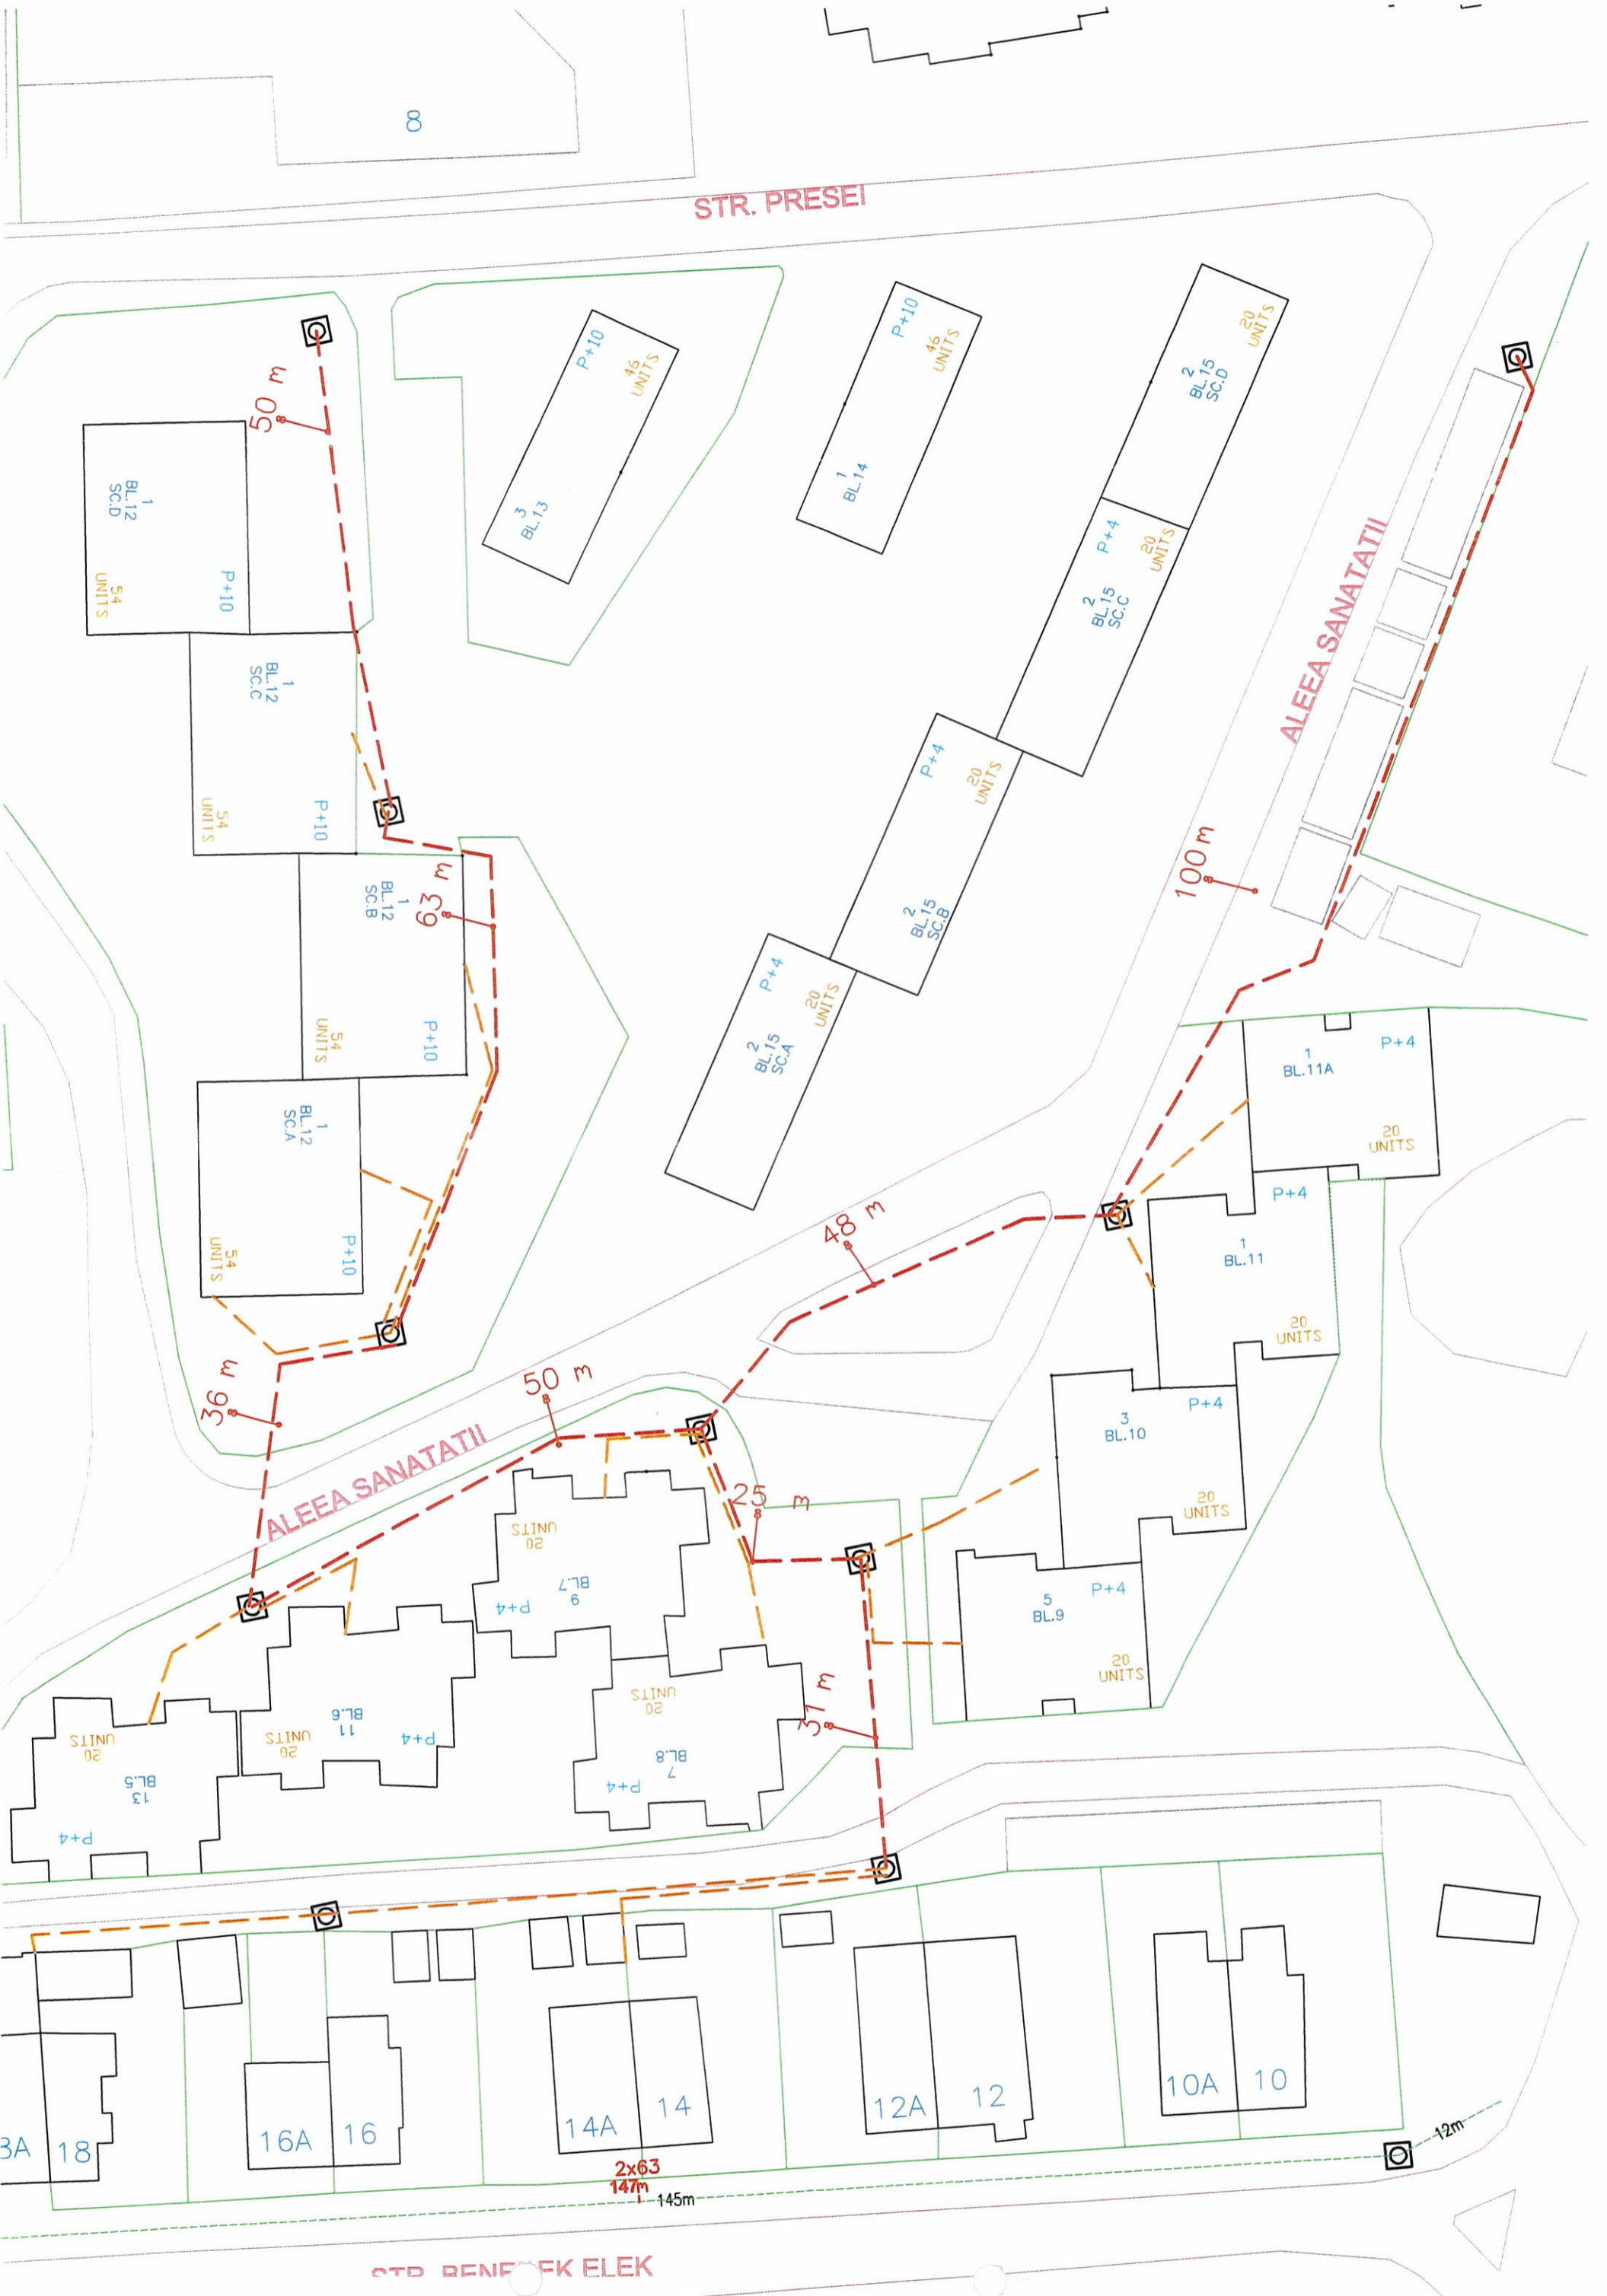 8
STR. PRESEI
50 m
P+10
46
UNITS
3
BL.13
P+10
46
UNITS
1
BL.14
20
UNITS
2
BL.15
SC.D
P+4
20
UNITS
2
BL.15
SC.C
ALEEA SANATATII
1
BL.12
SC.D
54
UNITS
P+10
1
BL.12
SC.C
54
UNITS
P+10
P+4
20
UNITS
2
BL.15
SC.B
100 m
1
BL.12
SC.B
63 m
54
UNITS
P+10
P+4
20
UNITS
2
BL.15
SC.A
1
BL.11A
P+4
20
UNITS
1
BL.12
SC.A
54
UNITS
P+10
48 m
P+4
1
BL.11
20
UNITS
36 m
50 m
P+4
3
BL.10
20
UNITS
ALEEA SANATATII
25 m
20
UNITS
9
BL.7
P+4
P+4
5
BL.9
20
UNITS
31 m
20
UNITS
7
BL.8
P+4
11
BL.6
20
UNITS
P+4
20
UNITS
13
BL.5
P+4
3A
18
16A
16
14A
14
12A
12
10A
10
12m
2x63
147m
145m